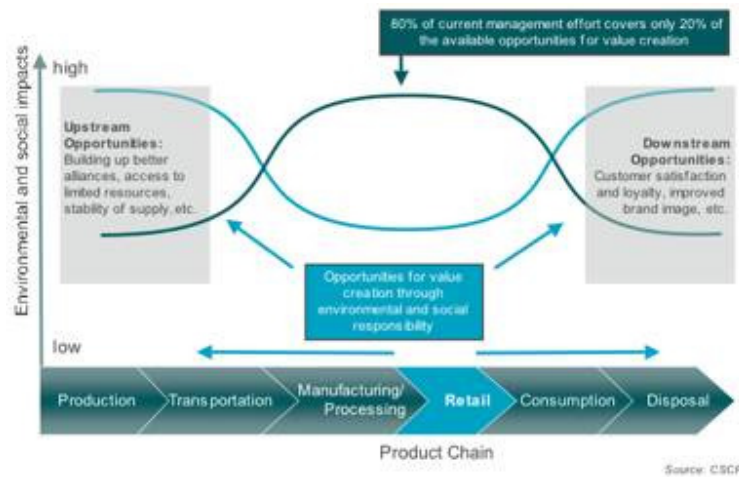 80% of current management effort covers only 20% of
the available opportunities for value creation
high
Environmental and social impacts
Upstream
Opportunities:
Building up better
alliances, access to
limited resources,
stability of supply, etc.
Downstream
Opportunities:
Customer satisfaction
and loyalty, improved
brand image, etc.
Opportunities for value
creation through
environmental and social
responsibility
low
Production
Transportation
Manufacturing/
Processing
Retail
Consumption
Disposal
Product Chain
Source: CSCP